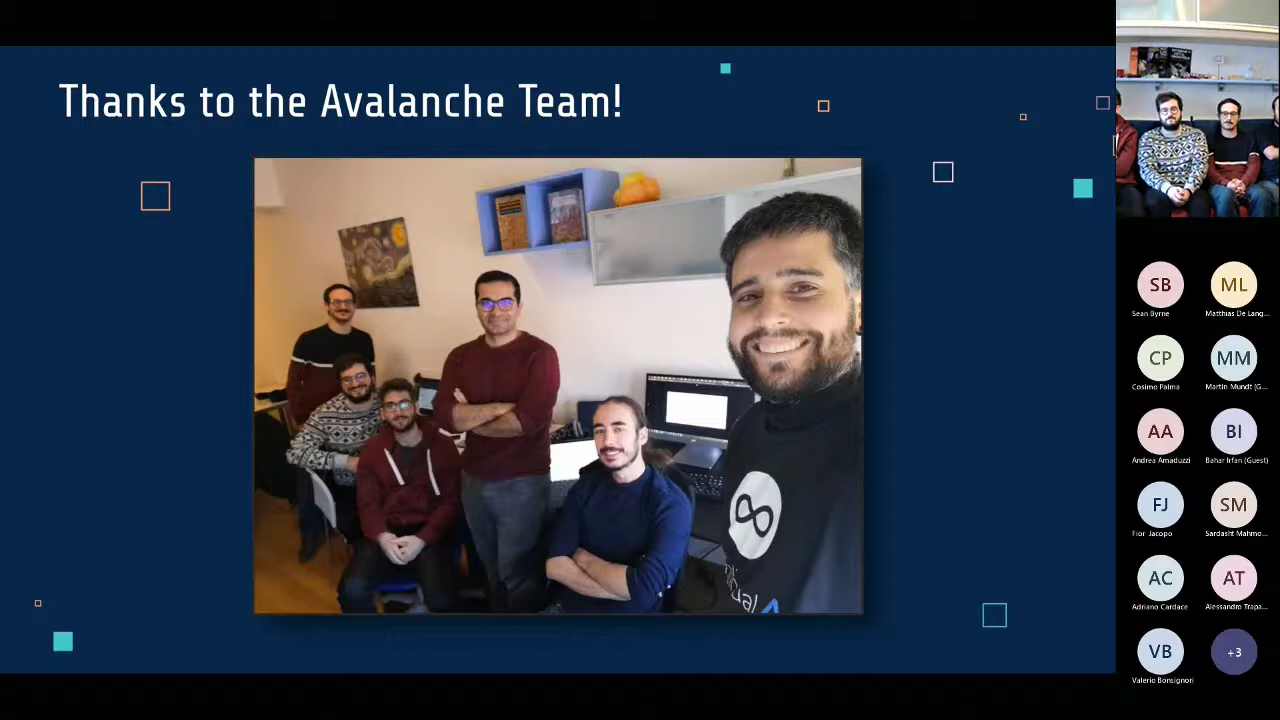 Thanks to the Avalanche Team!
SB
Sean Byrne
ML
Matthias De Lang...
CP
Cosimo Palma
MM
Martin Mundt (G...
AA
Andrea Amaduzzi
BI
Bahar Irfan (Guest)
FJ
Fiori Jacopo
SM
Sardasht Mahmo...
AC
Adriano Cardace
AT
Alessandro Trapa...
VB
Valerio Bonsignori
+3